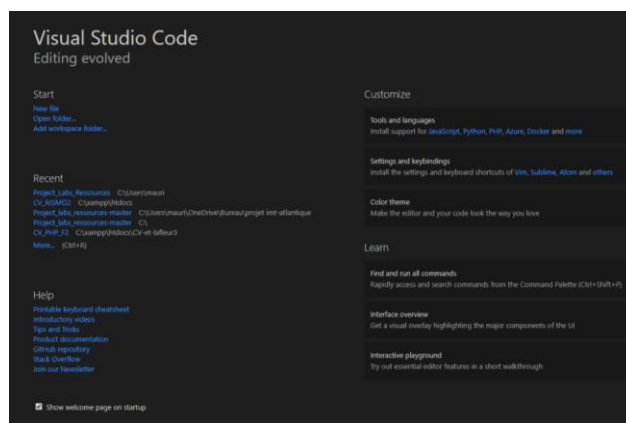 Visual Studio Code
Editing evolved
Start
New file
Open folder...
Add workspace folder...
Recent
Project_Labs_Ressources C:\Users\mauri
CV_RISMO2 C:\xampp\htdocs
Project_labs_ressources-master C:\Users\mauri\OneDrive\Bureau\projet imt-atlantique
Project_labs_ressources-master C:\
CV_PHP_F2 C:\xampp\htdocs\CV-et-lafleur3
More... (Ctrl+R)
Help
Printable keyboard cheatsheet
Introductory videos
Tips and Tricks
Product documentation
GitHub repository
Stack Overflow
Join our Newsletter
Show welcome page on startup
Customize
Tools and languages
Install support for JavaScript, Python, PHP, Azure, Docker and more
Settings and keybindings
Install the settings and keyboard shortcuts of Vim, Sublime, Atom and others
Color theme
Make the editor and your code look the way you love
Learn
Find and run all commands
Rapidly access and search commands from the Command Palette (Ctrl+Shift+P)
Interface overview
Get a visual overlay highlighting the major components of the UI
Interactive playground
Try out essential editor features in a short walkthrough